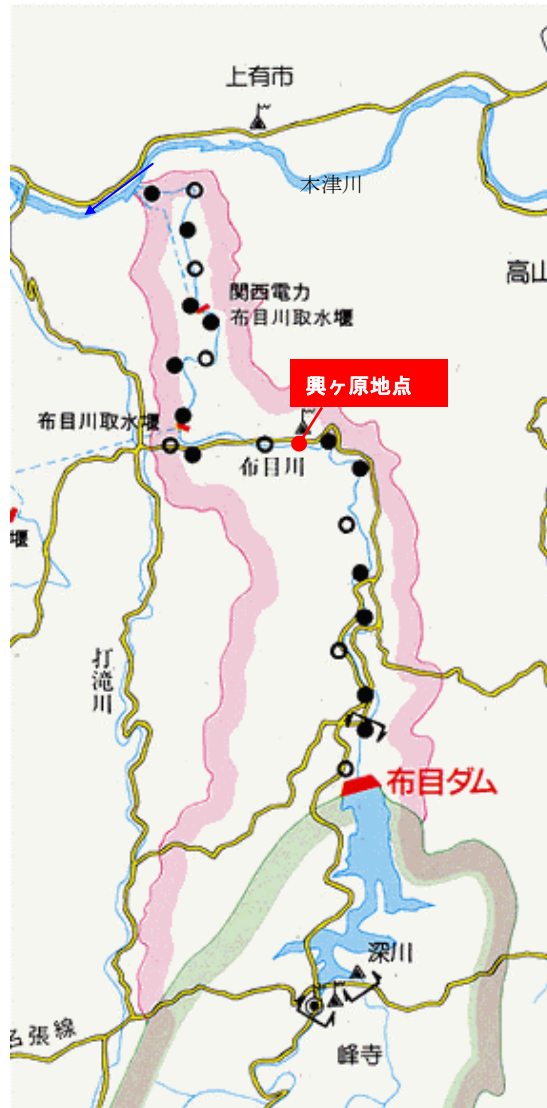 上有市
木津川
高山
関西電力
布目川取水堰
興ヶ原地点
布目川取水堰
布目川
堰
打滝川
布目ダム
深川
名張線
峰寺